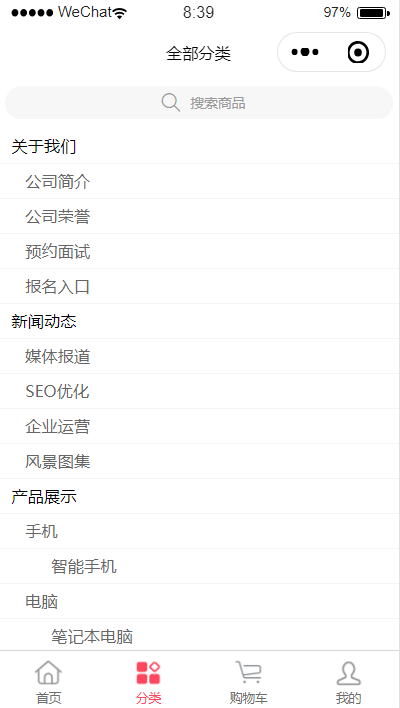 WeChat 8:39 97%
全部分类
搜索商品
关于我们
公司简介
公司荣誉
预约面试
报名入口
新闻动态
媒体报道
SEO优化
企业运营
风景图集
产品展示
手机
智能手机
电脑
笔记本电脑
首页 分类 购物车 我的